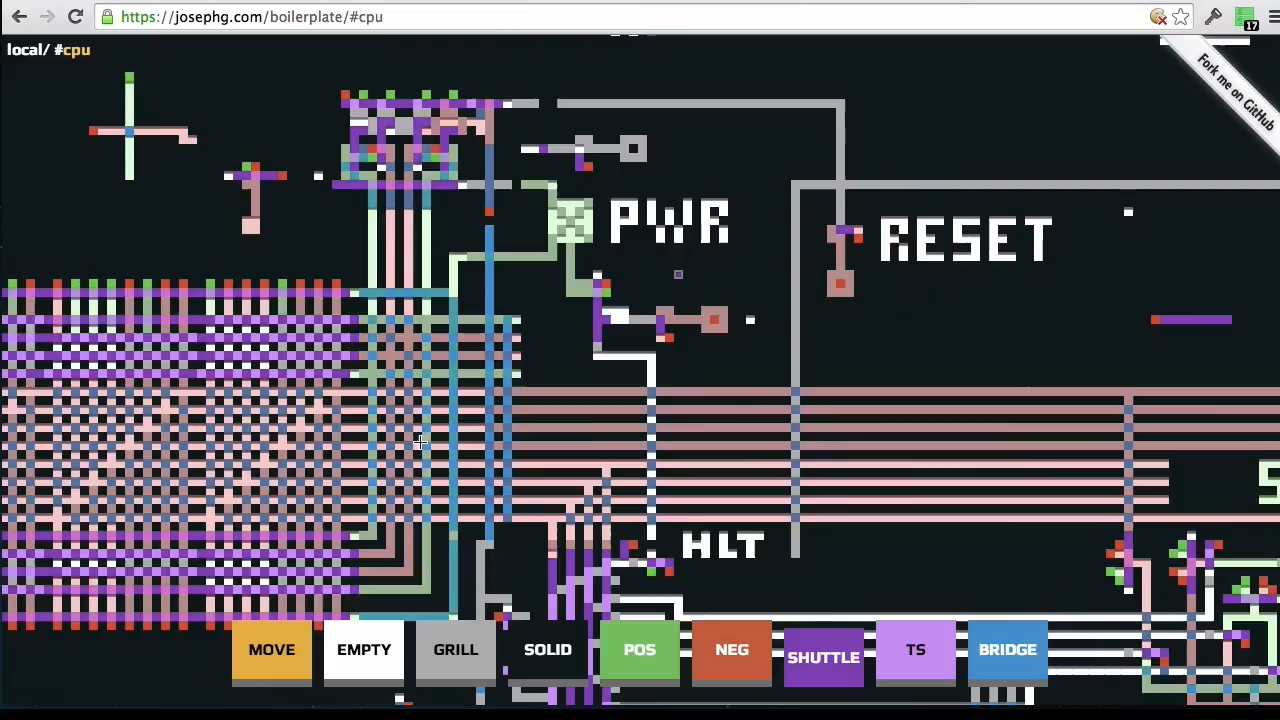 https://josephg.com/boilerplate/#cpu
17
local/ #cpu
Fork me on GitHub
PWR
RESET
HLT
MOVE
EMPTY
GRILL
SOLID
POS
NEG
SHUTTLE
TS
BRIDGE